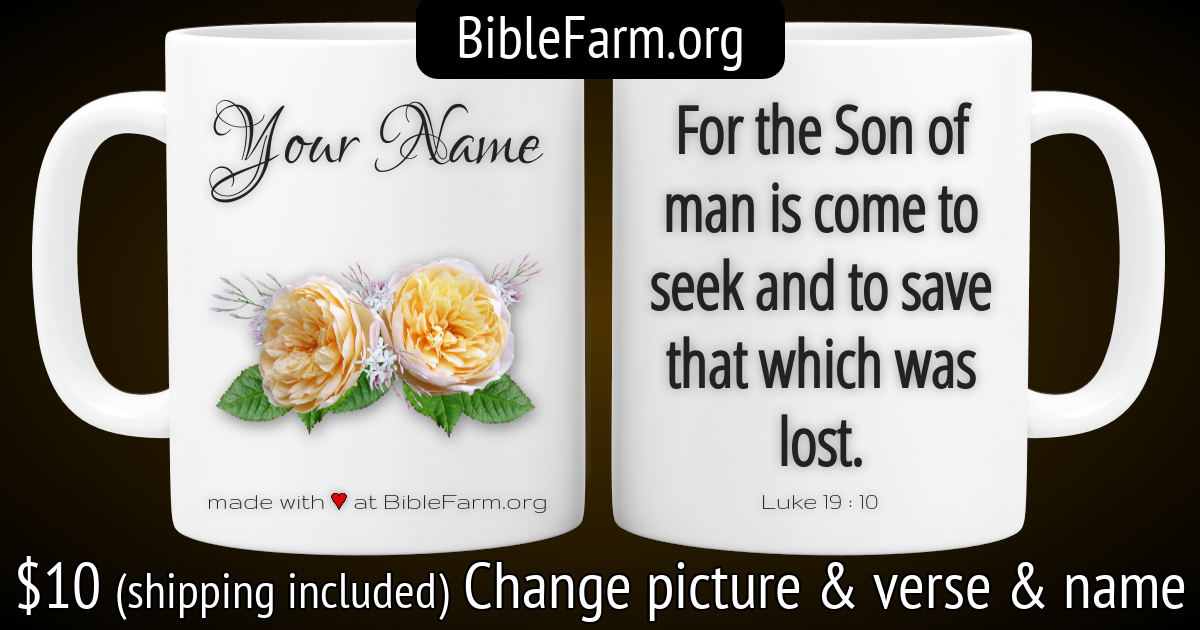 BibleFarm.org
Your Name
made with ♥ at BibleFarm.org
For the Son of
man is come to
seek and to save
that which was
lost.
Luke 19 : 10
$10 (shipping included) Change picture & verse & name